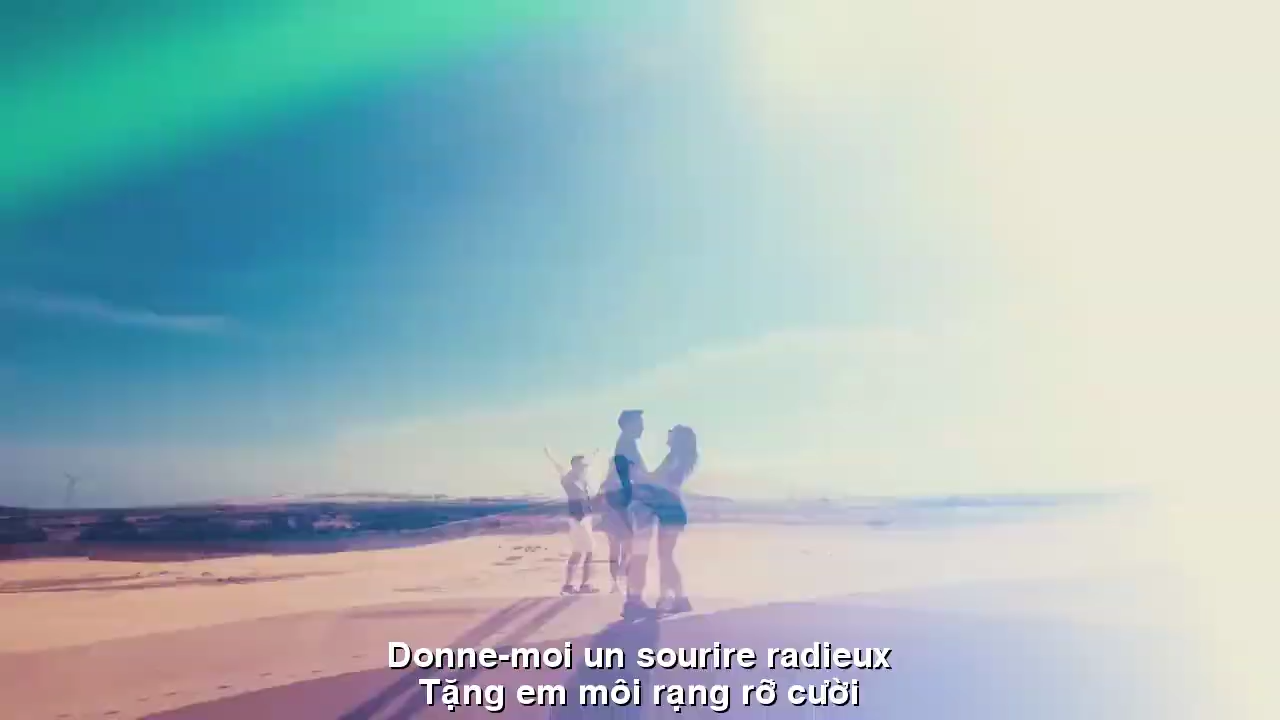 Donne-moi un sourire radieux
Tặng em môi rạng rỡ cười